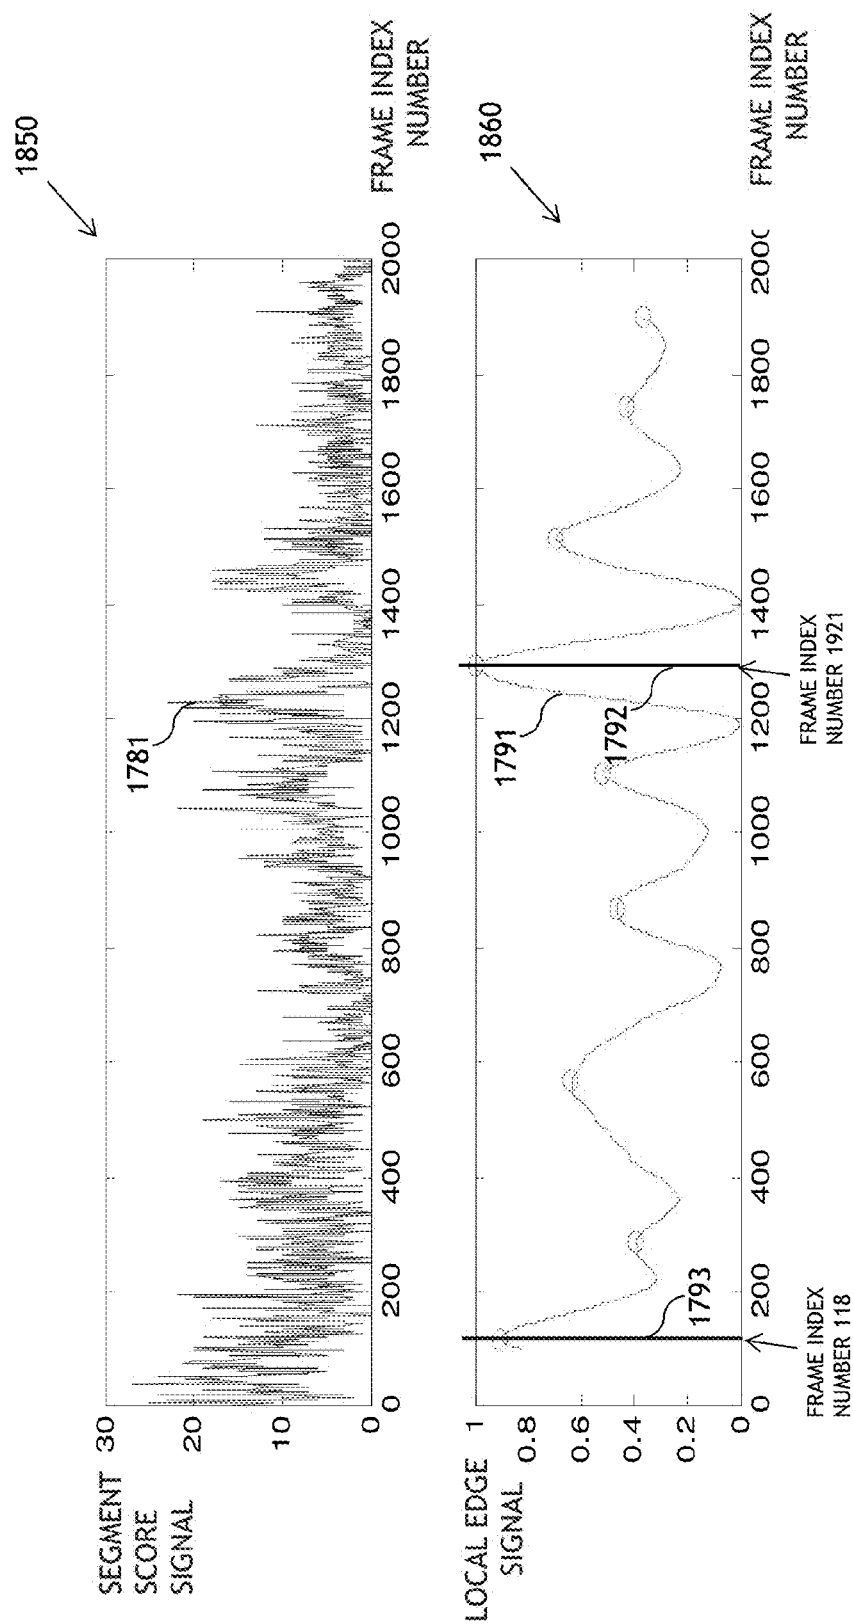 1850
SEGMENT
SCORE
SIGNAL
30
20
10
0
1781
0
200
400
600
800
1000
1200
1400
1600
1800
2000
FRAME INDEX
NUMBER
1860
LOCAL EDGE
SIGNAL
1
0.8
0.6
0.4
0.2
0
1791
1792
1793
0
200
400
600
800
1000
1200
1400
1600
1800
200(
FRAME INDEX
NUMBER
FRAME INDEX
NUMBER 118
FRAME INDEX
NUMBER 1921